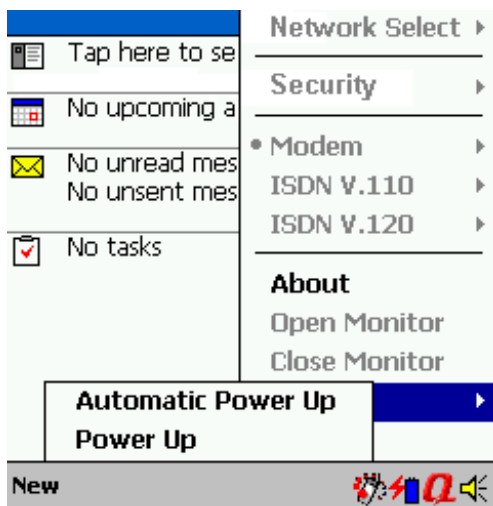 Network Select
Tap here to se
Security
No upcoming a
Modem
No unread mes
ISDN V.110
No unsent mes
ISDN V.120
No tasks
About
Open Monitor
Close Monitor
Automatic Power Up
Power Up
New